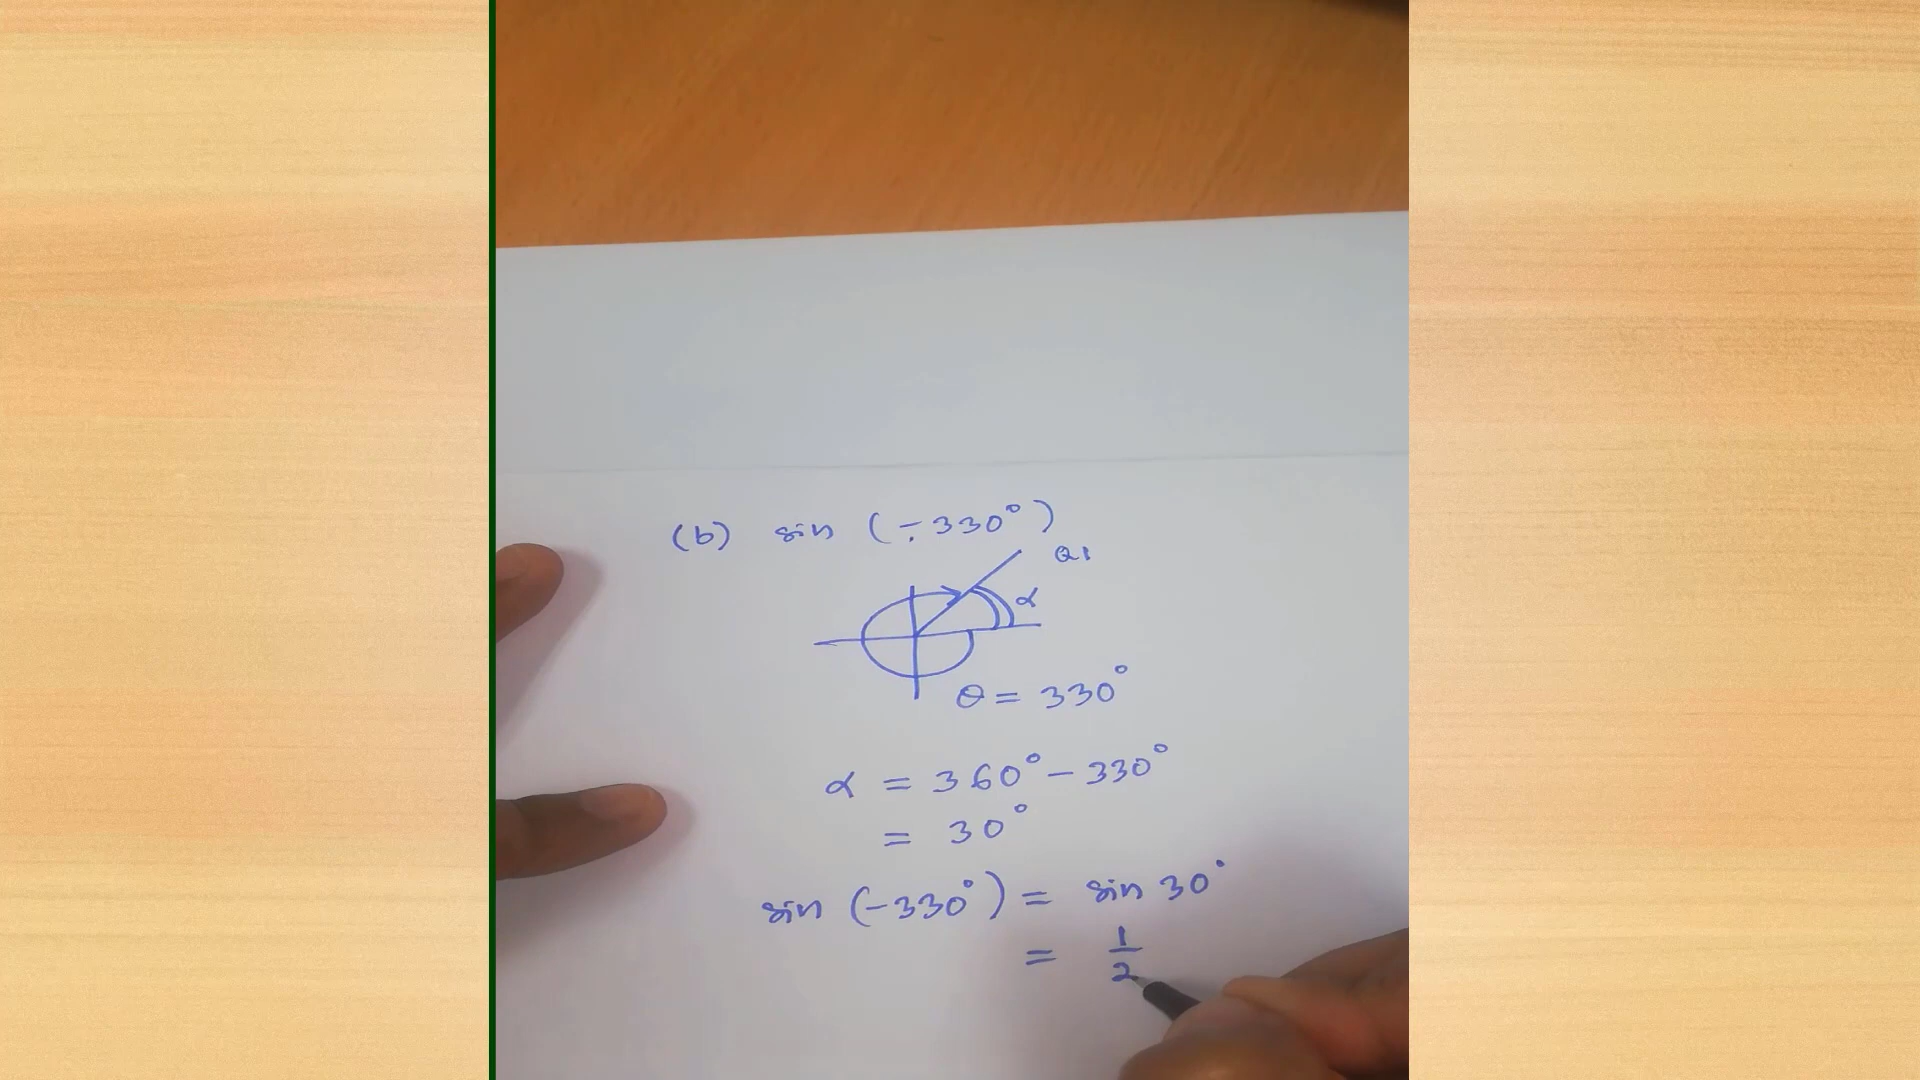 (b) sin (-330°)
Q1
α
θ = 330°
α = 360° - 330°
= 30°
sin (-330°) = sin 30°
= 1/2